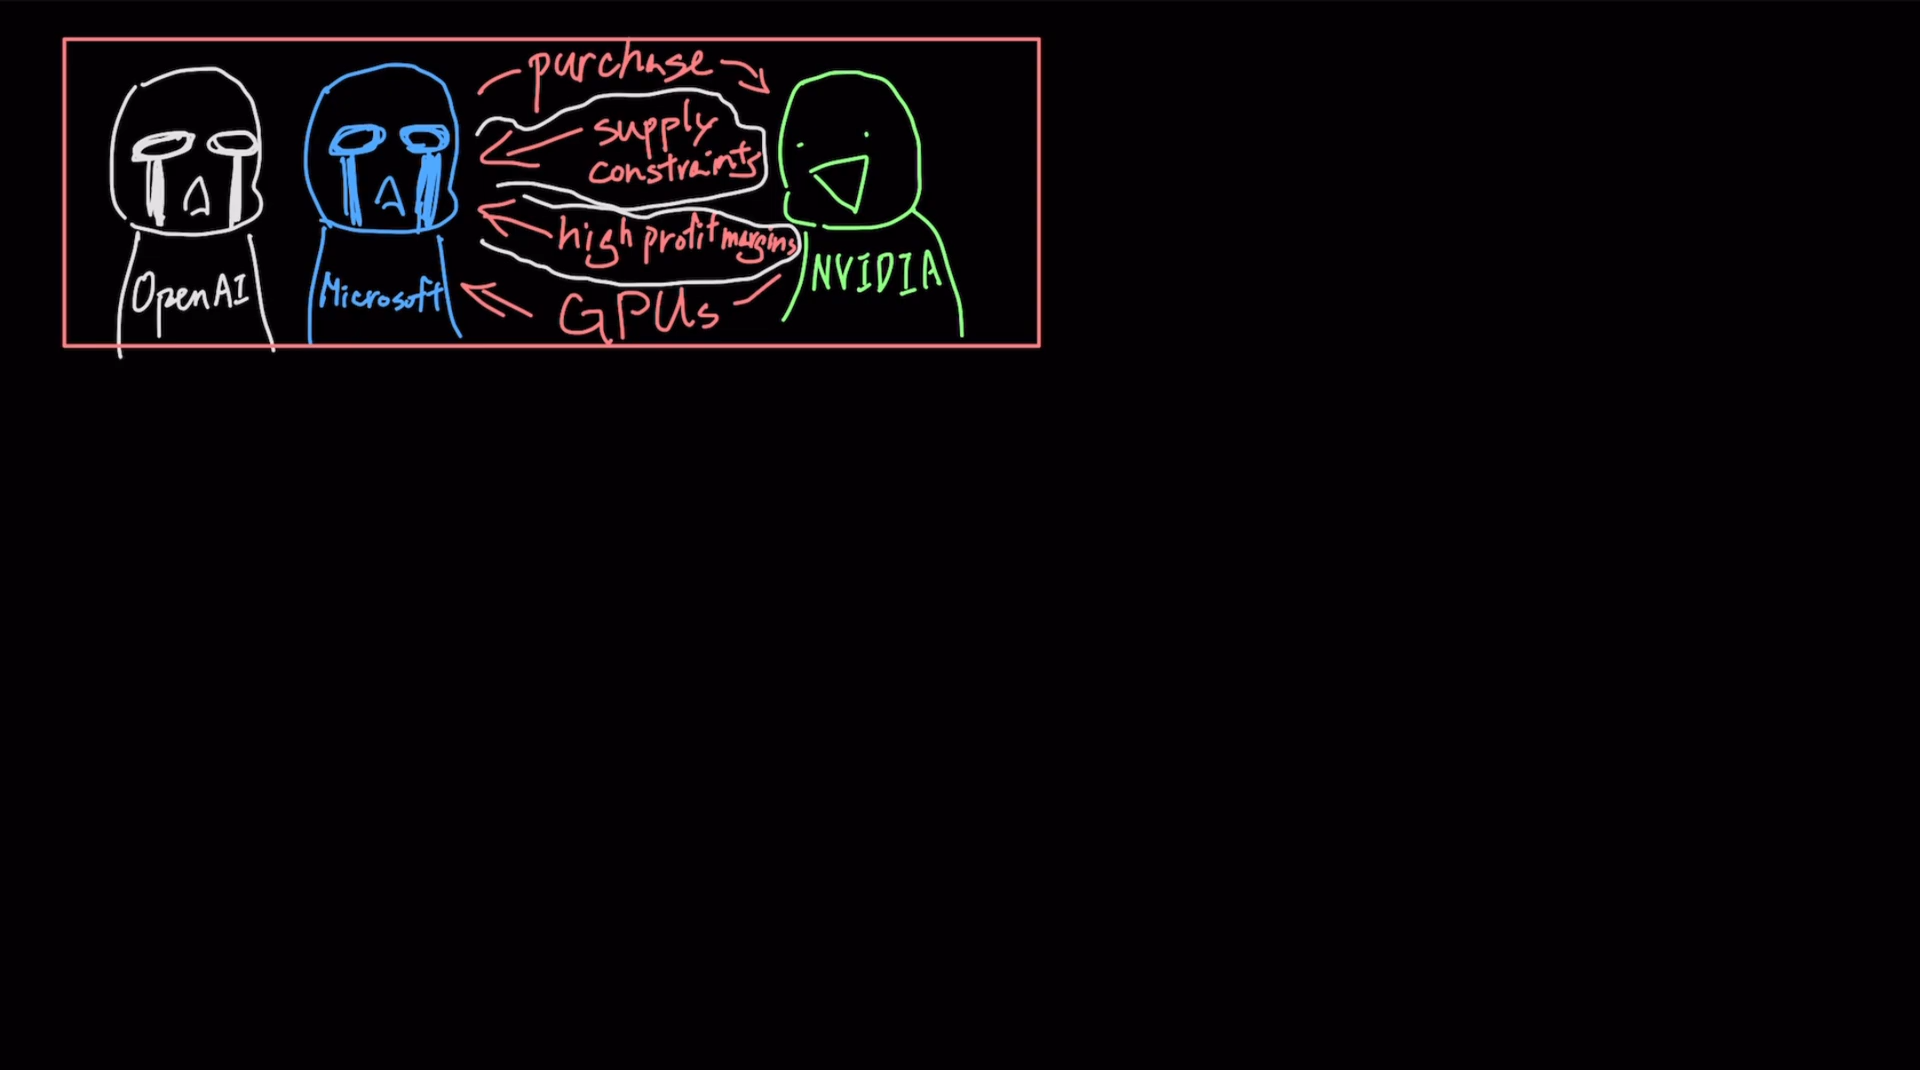 purchase
supply
constraints
high profit margins
GPUs
OpenAI
Microsoft
NVIDIA